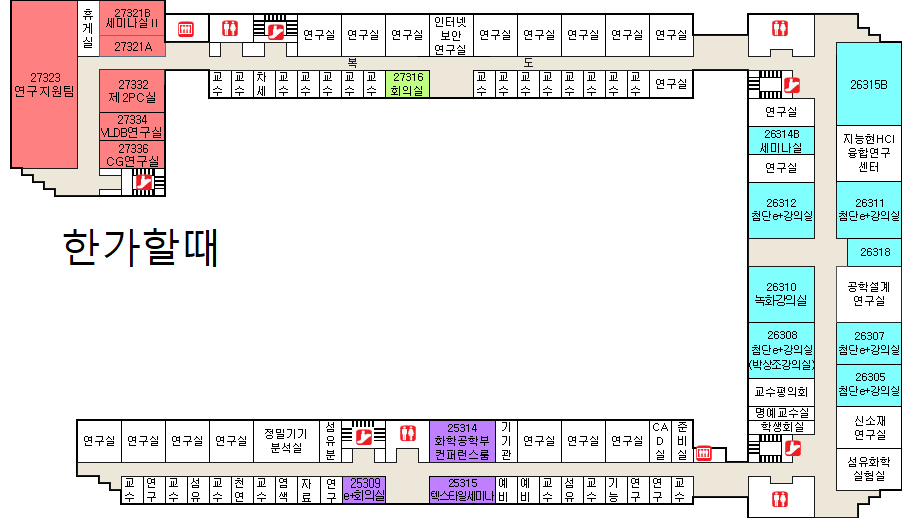 휴게실
27321B
세미나실 II
27321A
27323
연구지원팀
27332
제2PC실
27334
VLDB연구실
27336
CG연구실
연구실 연구실 연구실
인터넷
보안
연구실
연구실 연구실 연구실 연구실 연구실
복 도
교수 교수 차세 교수 교수 교수 교수 교수
27316
회의실
교수 교수 교수 교수 교수 교수 교수 교수 연구실
26315B
연구실
26314B
세미나실
연구실
지능현HCI
융합연구
센터
26312
첨단e+강의실
26311
첨단e+강의실
26318
26310
녹화강의실
공학설계
연구실
26308
첨단e+강의실
(박상조강의실)
26307
첨단e+강의실
26305
첨단e+강의실
교수평의회
명예교수실
학생회실
신소재
연구실
섬유화학
실험실
한가할때
연구실 연구실 연구실 연구실
정밀기기
분석실
섬유분
25314
화학공학부
컨퍼런스룸
기기관
연구실 연구실 연구실
CAD실
준비실
교수 연구 교수 섬유 교수 천연 교수 염색 자료 연구
25309
e+회의실
25315
텍스타일세미나
예비 예비 교수 섬유 교수 기능 연구 연구 교수